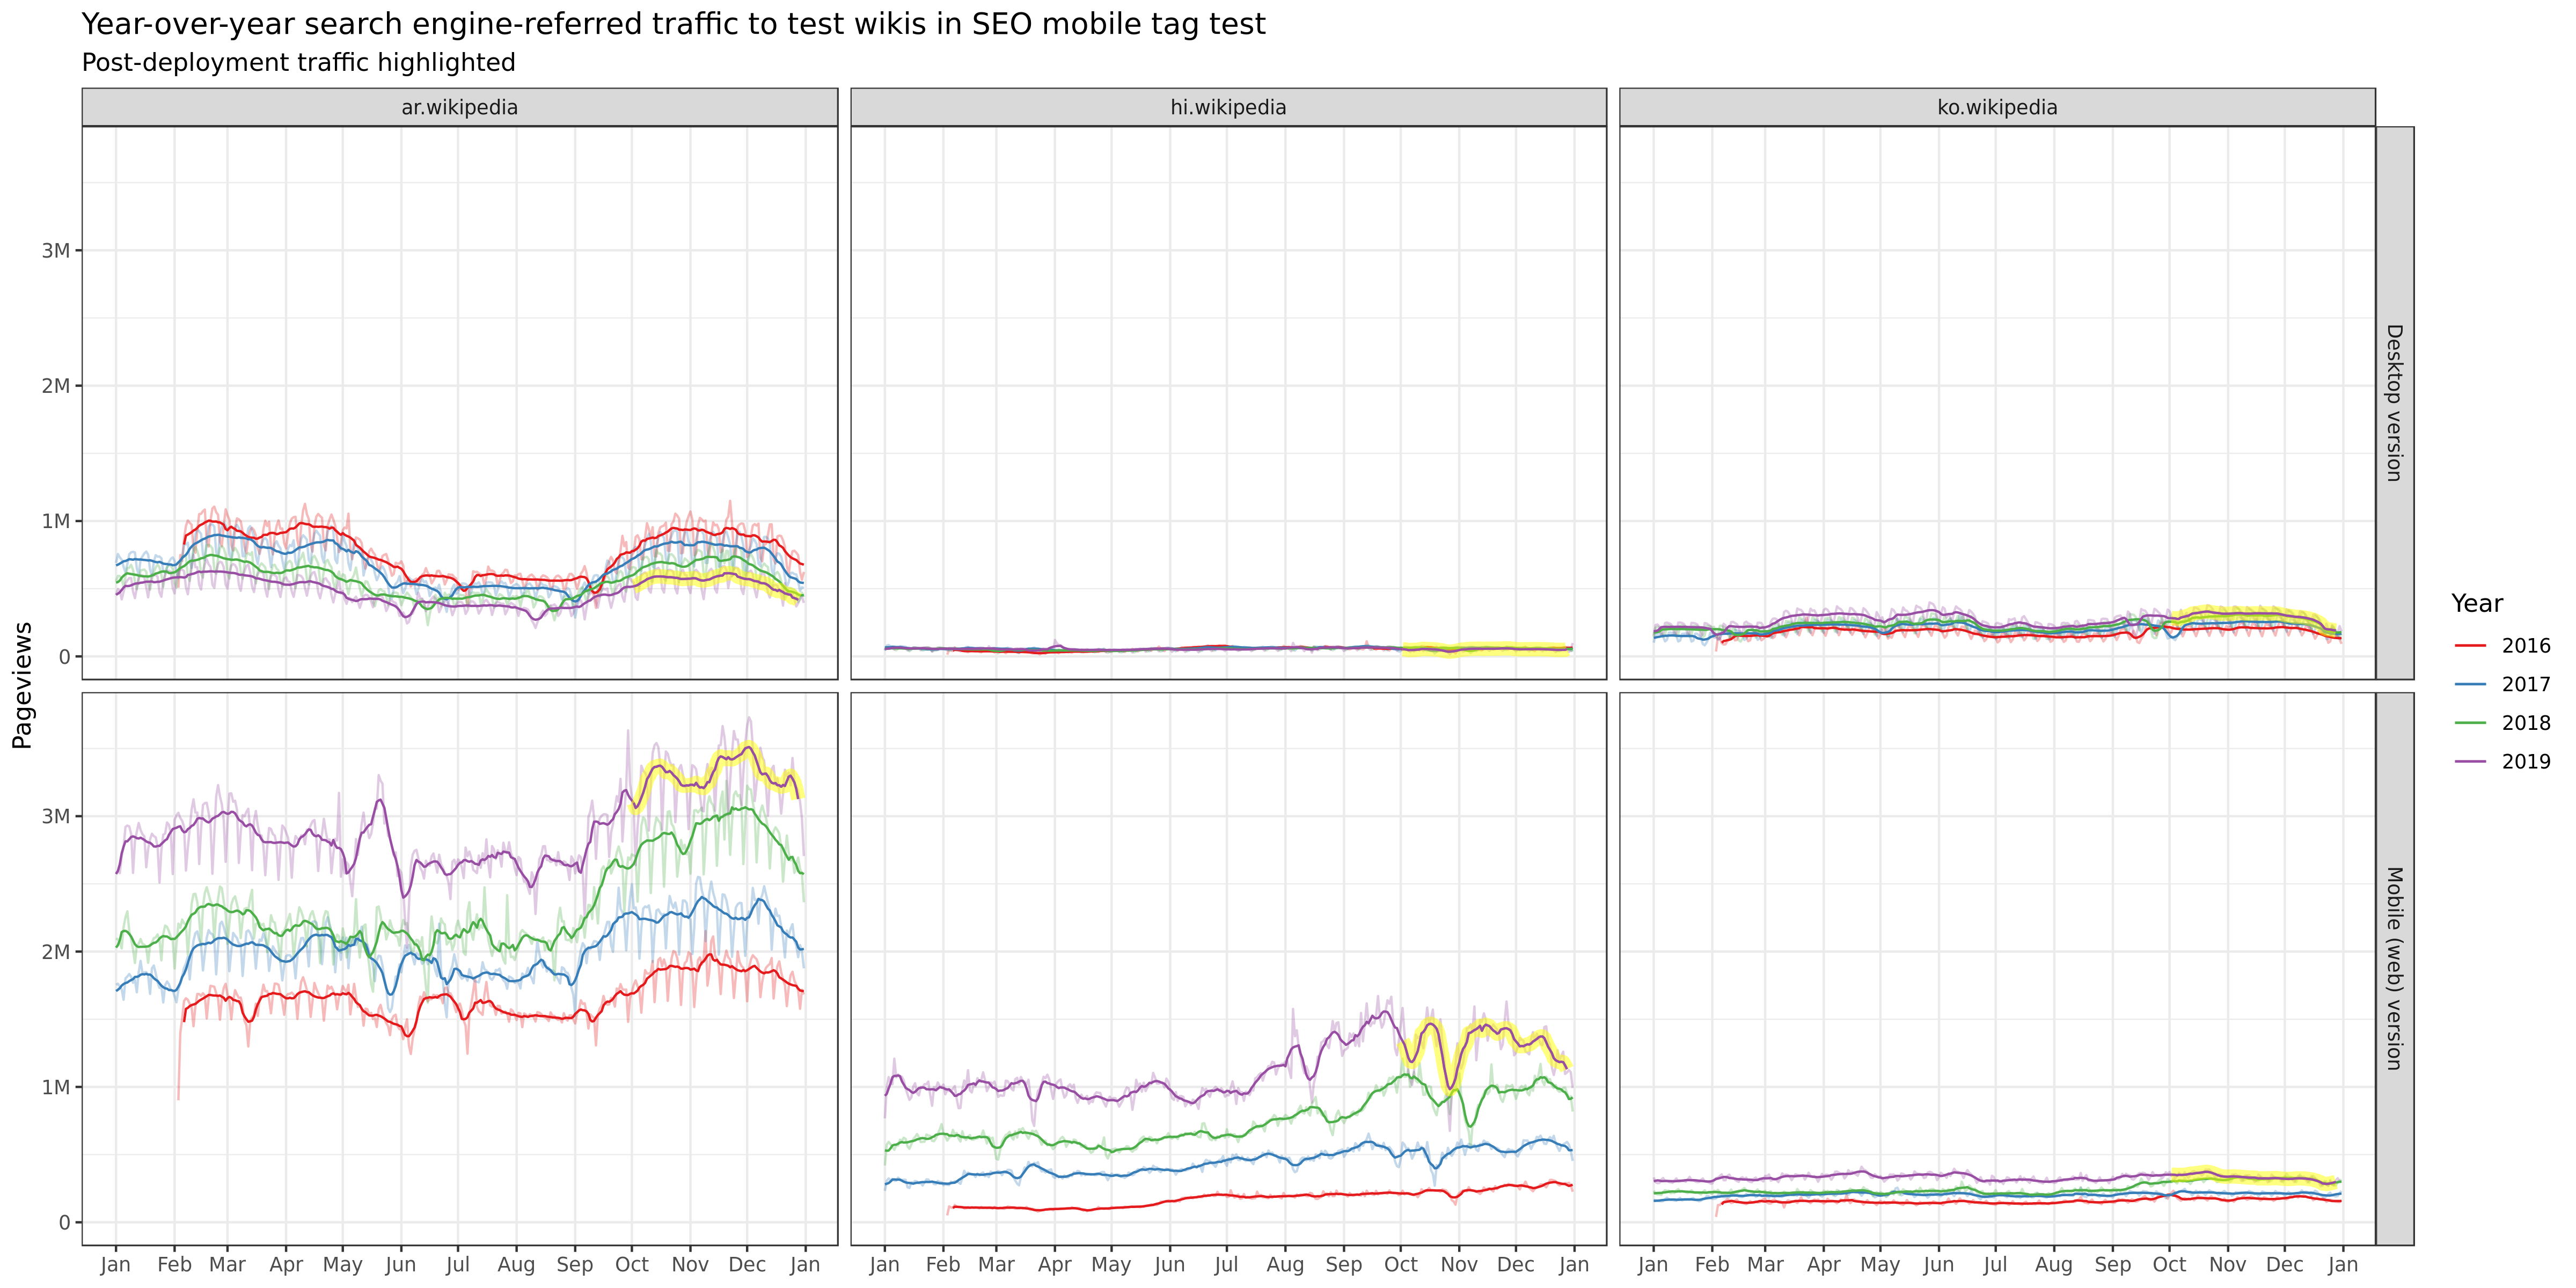 Year-over-year search engine-referred traffic to test wikis in SEO mobile tag test
Post-deployment traffic highlighted
ar.wikipedia
hi.wikipedia
ko.wikipedia
3M
2M
1M
0
Desktop version
Pageviews
3M
2M
1M
0
Mobile (web) version
Jan Feb Mar Apr May Jun Jul Aug Sep Oct Nov Dec Jan
Jan Feb Mar Apr May Jun Jul Aug Sep Oct Nov Dec Jan
Jan Feb Mar Apr May Jun Jul Aug Sep Oct Nov Dec Jan
Year
2016
2017
2018
2019